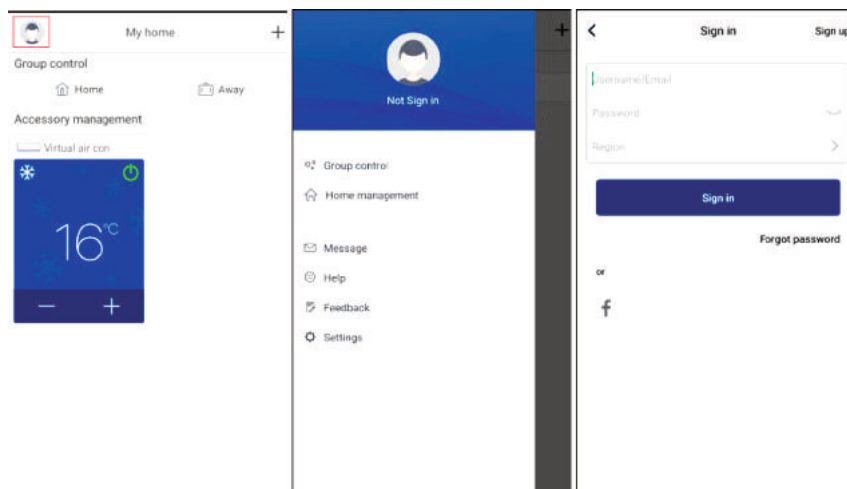 My home
+
Group control
Home
Away
Accessory management
Virtual air con
16°C
− +
Not Sign in
Group control
Home management
Message
Help
Feedback
Settings
+
Sign in
Sign up
Username/Email
Password
Region
Sign in
Forgot password
or
f